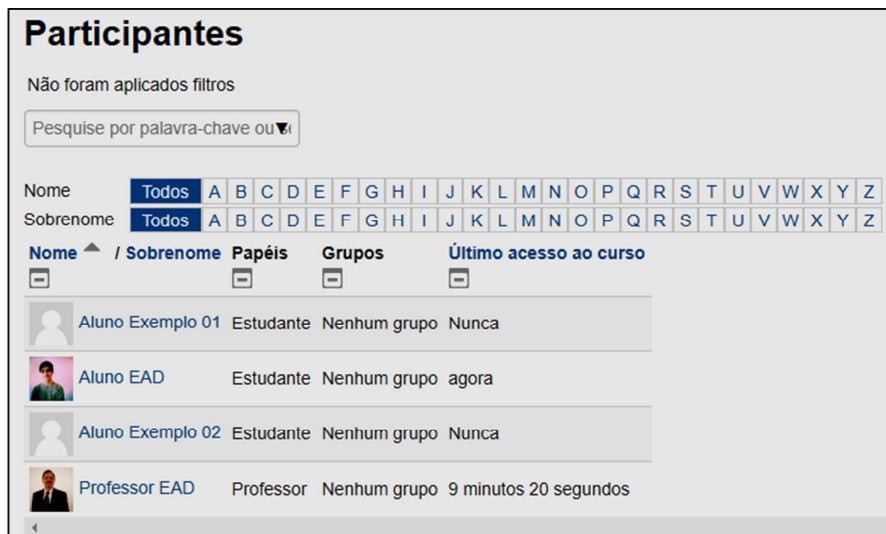 Participantes
Não foram aplicados filtros
Pesquise por palavra-chave ou
Nome Todos A B C D E F G H I J K L M N O P Q R S T U V W X Y Z
Sobrenome Todos A B C D E F G H I J K L M N O P Q R S T U V W X Y Z
Nome / Sobrenome Papéis Grupos Último acesso ao curso
Aluno Exemplo 01 Estudante Nenhum grupo Nunca
Aluno EAD Estudante Nenhum grupo agora
Aluno Exemplo 02 Estudante Nenhum grupo Nunca
Professor EAD Professor Nenhum grupo 9 minutos 20 segundos